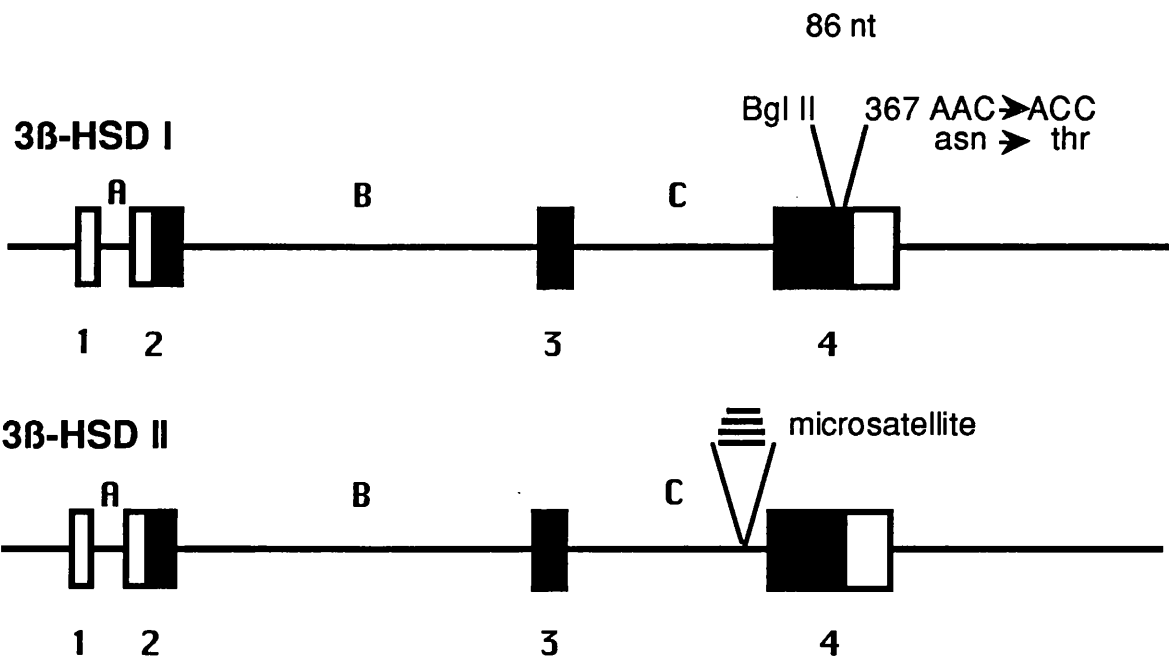 86 nt
Bgl II 367 AAC➔ACC
asn ➔ thr
3ß-HSD I
A B C
1 2 3 4
3ß-HSD II
microsatellite
A B C
1 2 3 4